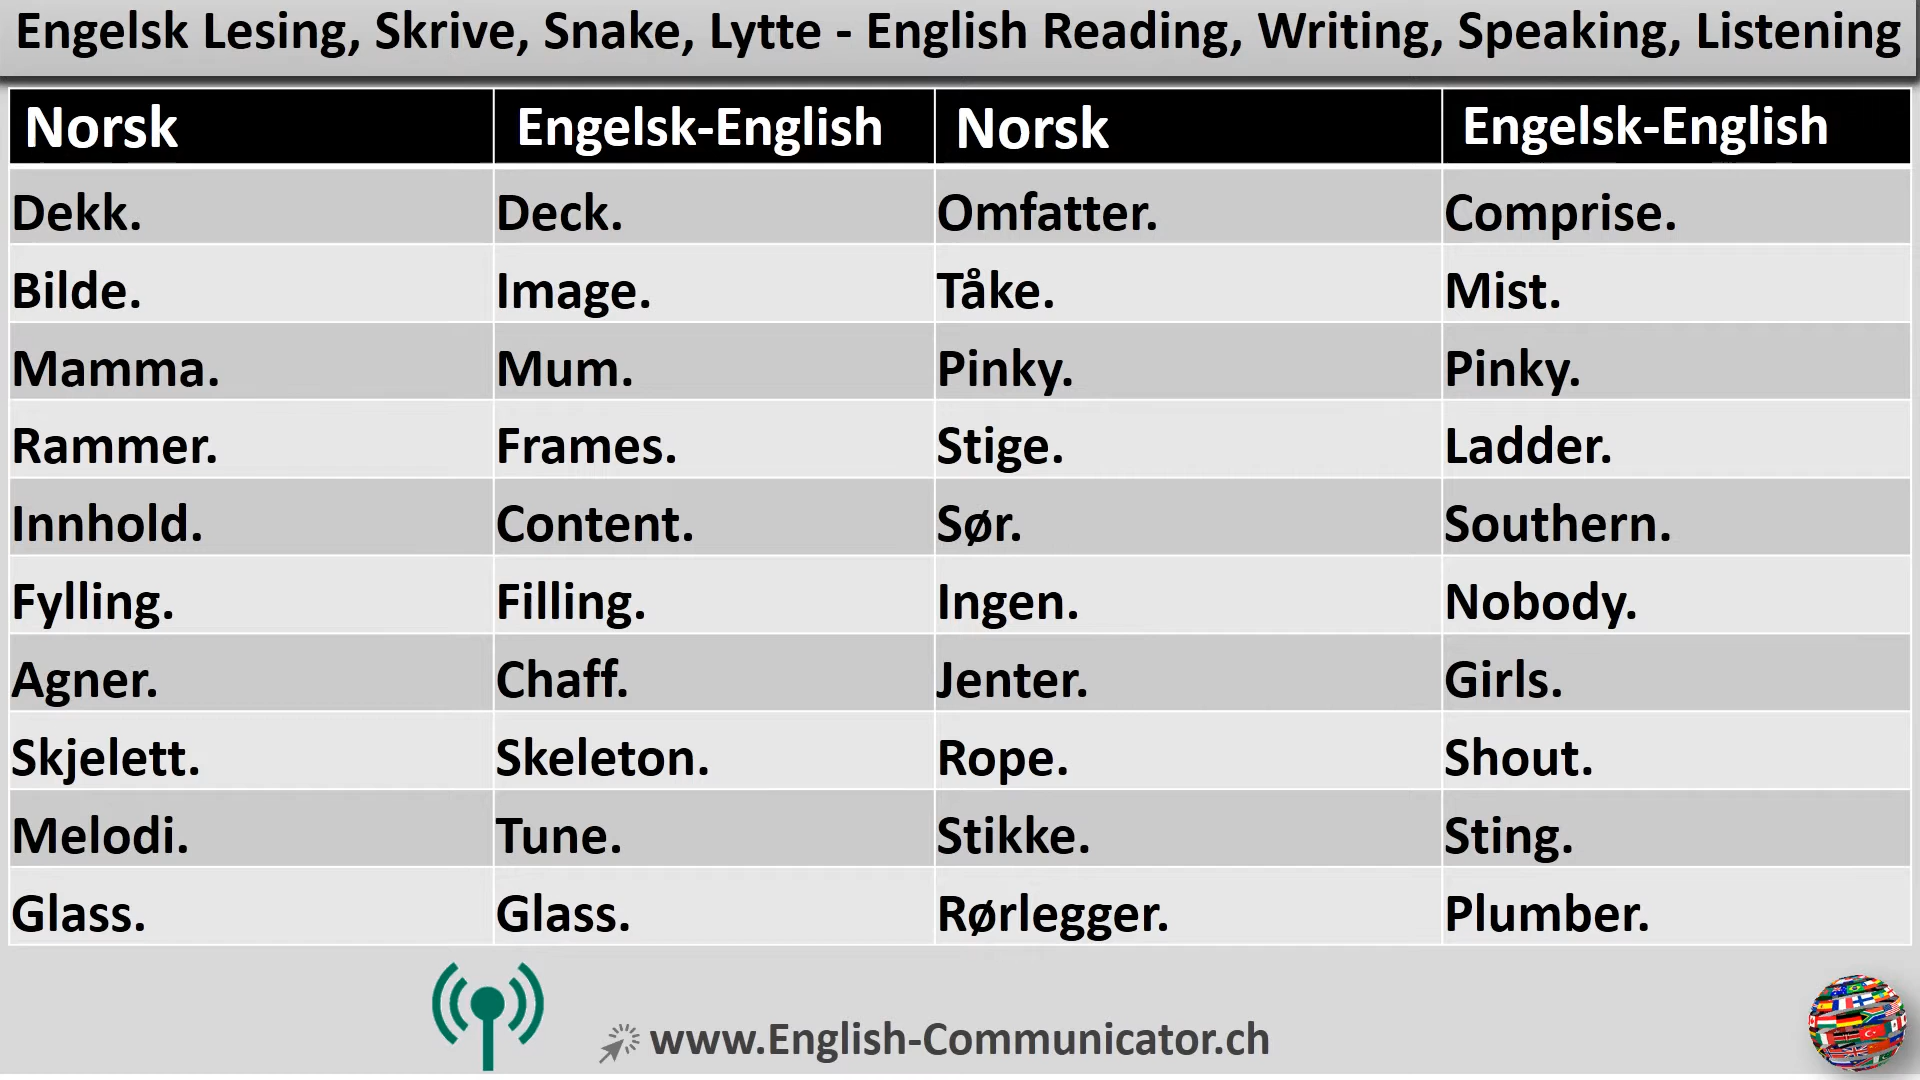 Engelsk Lesing, Skrive, Snake, Lytte - English Reading, Writing, Speaking, Listening
Norsk Engelsk-English Norsk Engelsk-English
Dekk. Deck. Omfatter. Comprise.
Bilde. Image. Tåke. Mist.
Mamma. Mum. Pinky. Pinky.
Rammer. Frames. Stige. Ladder.
Innhold. Content. Sør. Southern.
Fylling. Filling. Ingen. Nobody.
Agner. Chaff. Jenter. Girls.
Skjelett. Skeleton. Rope. Shout.
Melodi. Tune. Stikke. Sting.
Glass. Glass. Rørlegger. Plumber.
www.English-Communicator.ch